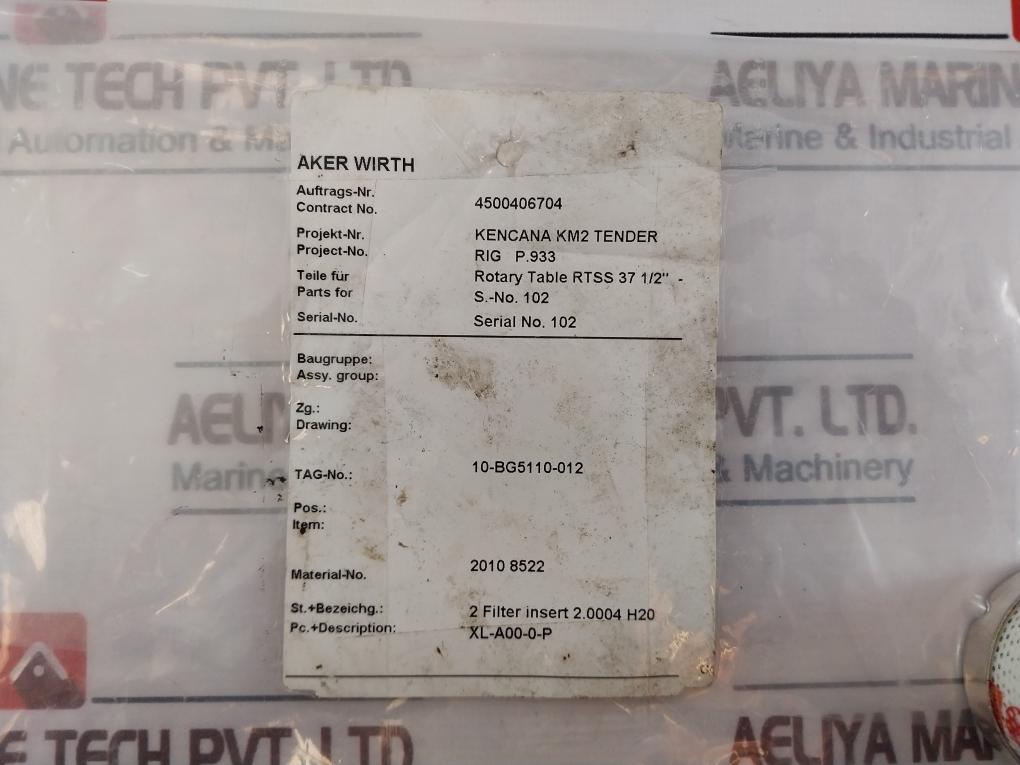 NE TECH PVT. LTD
Automation & Ma
AELIYA MARIN
Marine & Industrial
AKER WIRTH
Auftrags-Nr.
Contract No. 4500406704
Projekt-Nr. KENCANA KM2 TENDER
Project-No. RIG P.933
Teile für Rotary Table RTSS 37 1/2" -
Parts for S.-No. 102
Serial-No. Serial No. 102
Baugruppe:
Assy. group:
Zg.:
Drawing:
TAG-No.: 10-BG5110-012
Pos.:
Item:
Material-No. 2010 8522
St.+Bezeichg.: 2 Filter insert 2.0004 H20
Pc.+Description: XL-A00-0-P
AELIY PVT. LTD.
Marin & Machinery
NE TECH PVT. LTD
AELIYA MAR